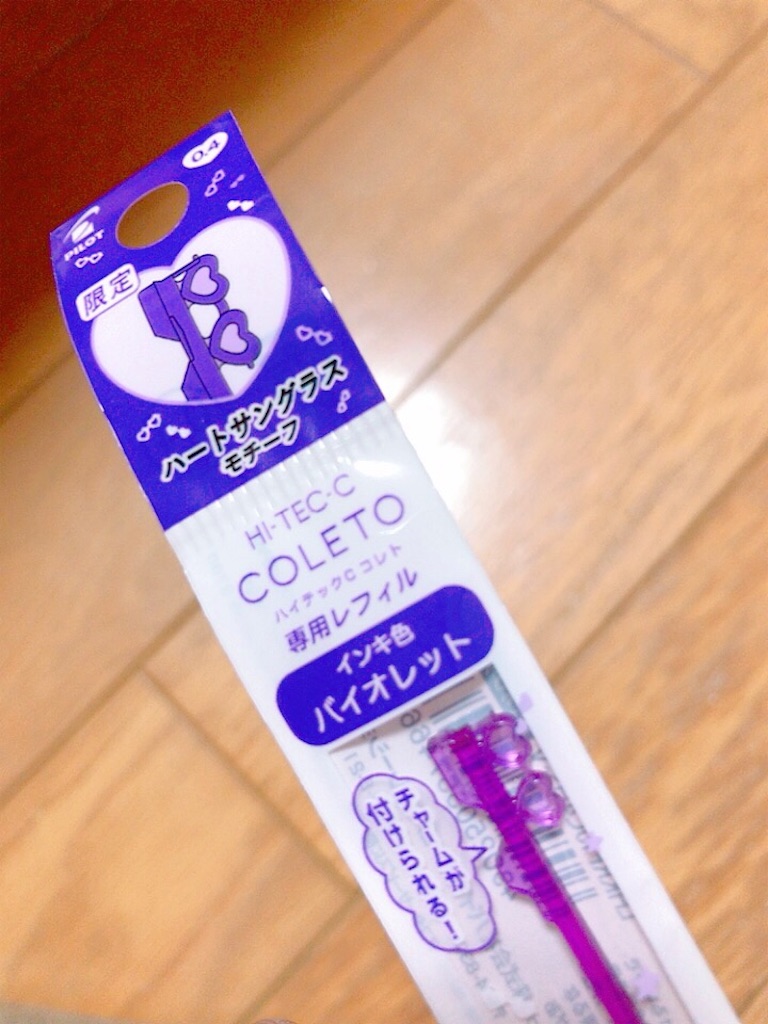 0.4
PILOT
限定
ハートサングラス
モチーフ
HI-TEC-C
COLETO
ハイテックC コレト
専用レフィル
インキ色
バイオレット
チャームが
付けられる!